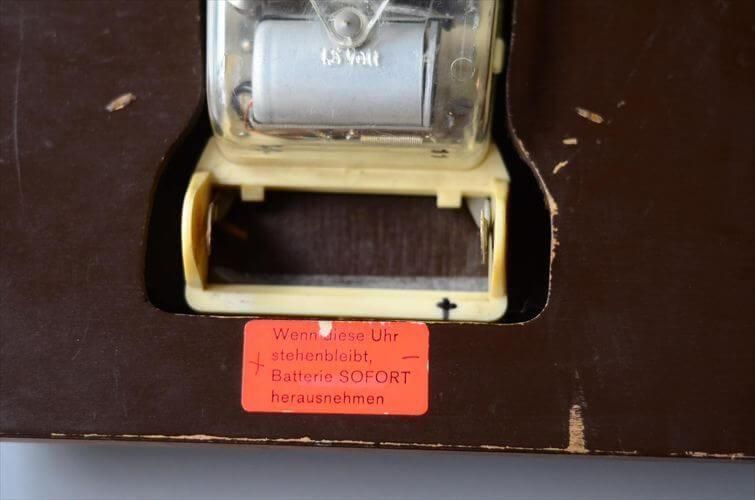 1,5 Volt
+
Wenn diese Uhr
+ stehenbleibt, -
Batterie SOFORT
herausnehmen